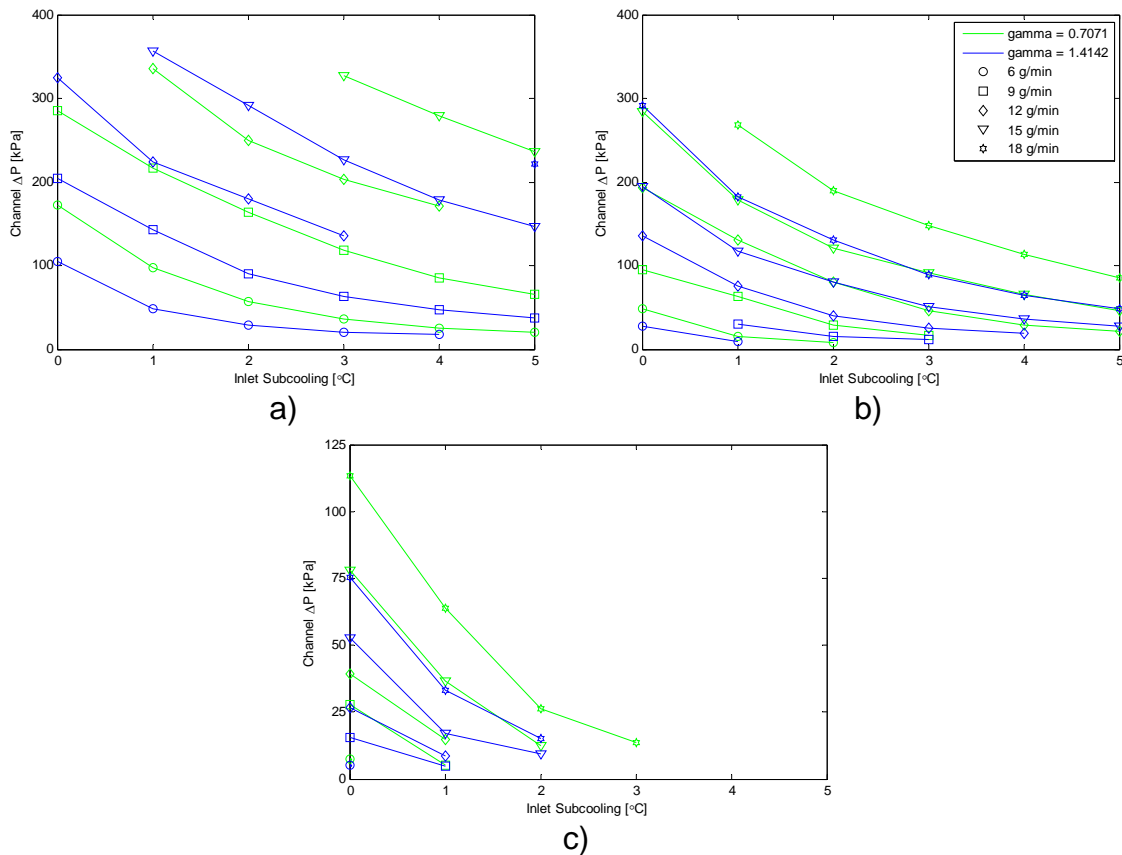 400
300
200
100
0
0 1 2 3 4 5
Channel ΔP [kPa]
Inlet Subcooling [°C]
a)
400
300
200
100
0
0 1 2 3 4 5
Channel ΔP [kPa]
Inlet Subcooling [°C]
gamma = 0.7071
gamma = 1.4142
6 g/min
9 g/min
12 g/min
15 g/min
18 g/min
b)
125
100
75
50
25
0
0 1 2 3 4 5
Channel ΔP [kPa]
Inlet Subcooling [°C]
c)